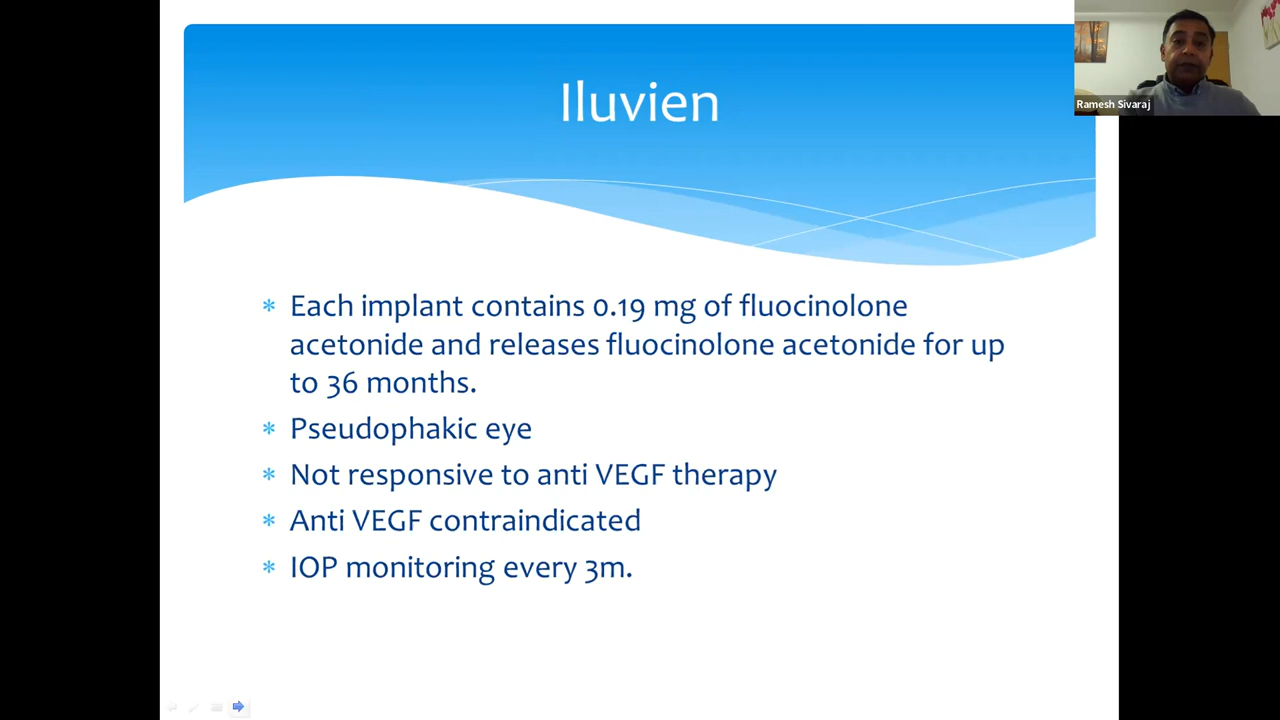 Ramesh Sivaraj
Iluvien
* Each implant contains 0.19 mg of fluocinolone
acetonide and releases fluocinolone acetonide for up
to 36 months.
* Pseudophakic eye
* Not responsive to anti VEGF therapy
* Anti VEGF contraindicated
* IOP monitoring every 3m.